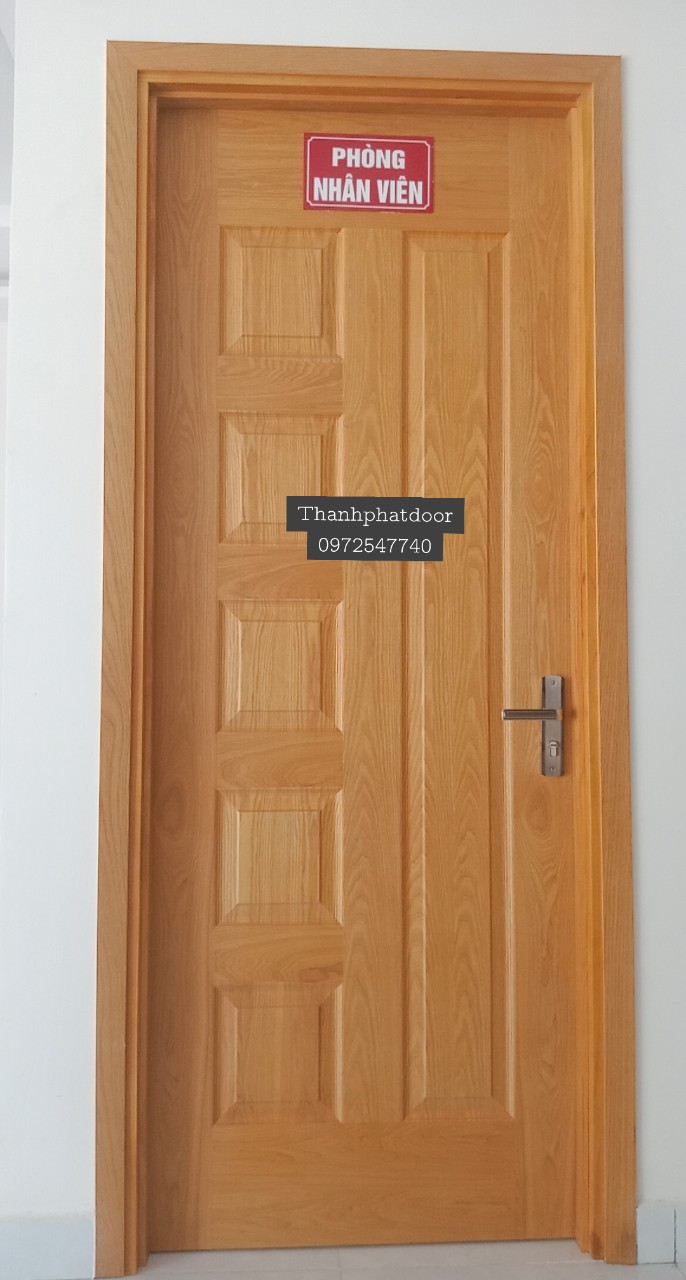 PHÒNG
NHÂN VIÊN
Thanhphatdoor
0972547740